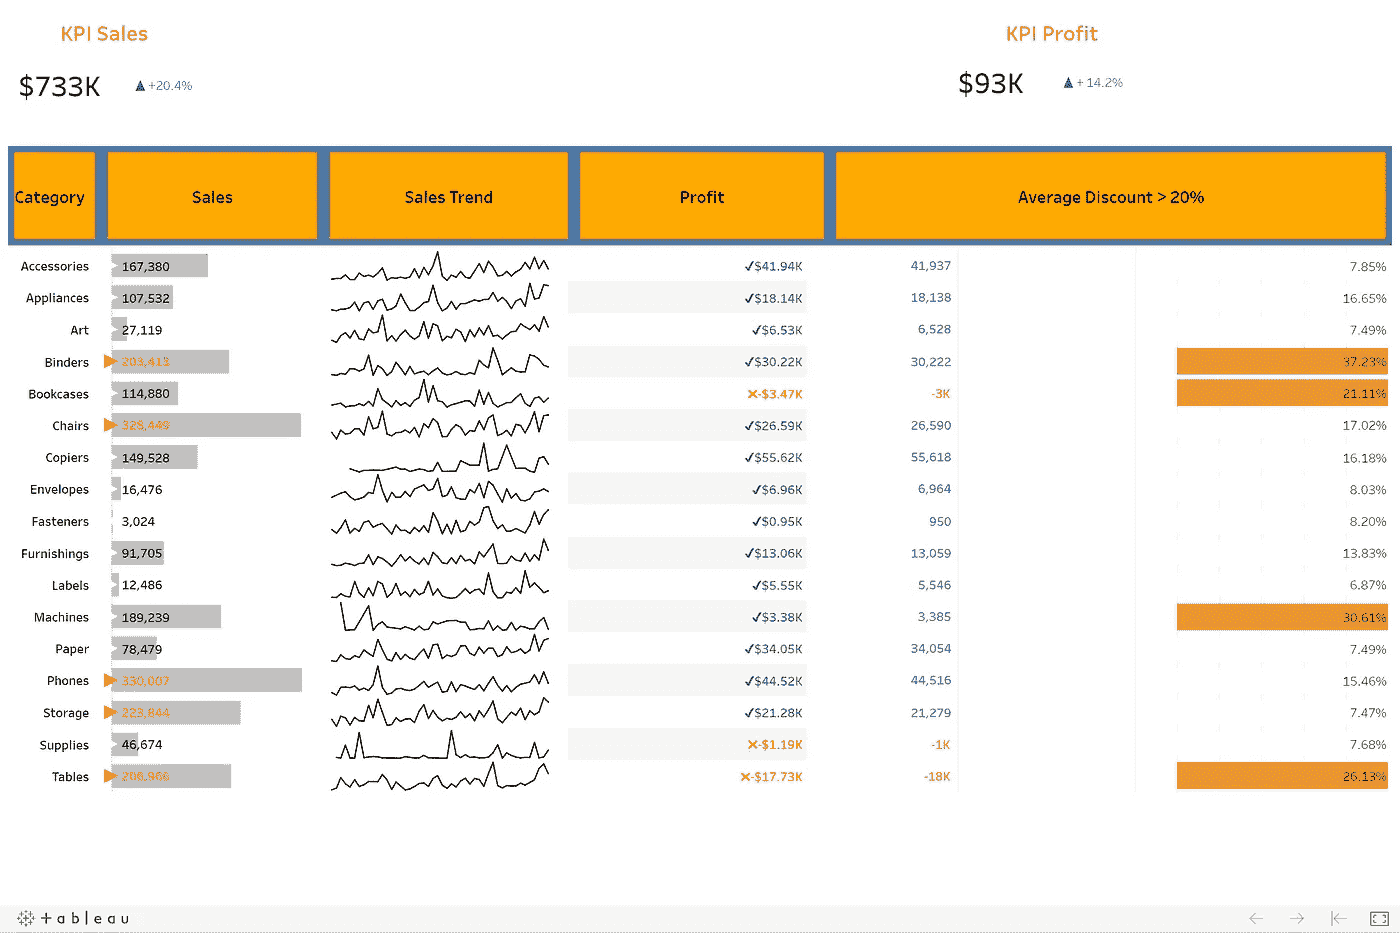 KPI Sales KPI Profit
$733K ▲ +20.4% $93K ▲ + 14.2%
Category Sales Sales Trend Profit Average Discount > 20%
Accessories 167,380 ✓$41.94K 41,937 7.85%
Appliances 107,532 ✓$18.14K 18,138 16.65%
Art 27,119 ✓$6.53K 6,528 7.49%
Binders 203,413 ✓$30.22K 30,222 37.23%
Bookcases 114,880 ✕-$3.47K -3K 21.11%
Chairs 328,449 ✓$26.59K 26,590 17.02%
Copiers 149,528 ✓$55.62K 55,618 16.18%
Envelopes 16,476 ✓$6.96K 6,964 8.03%
Fasteners 3,024 ✓$0.95K 950 8.20%
Furnishings 91,705 ✓$13.06K 13,059 13.83%
Labels 12,486 ✓$5.55K 5,546 6.87%
Machines 189,239 ✓$3.38K 3,385 30.61%
Paper 78,479 ✓$34.05K 34,054 7.49%
Phones 330,007 ✓$44.52K 44,516 15.46%
Storage 223,844 ✓$21.28K 21,279 7.47%
Supplies 46,674 ✕-$1.19K -1K 7.68%
Tables 206,966 ✕-$17.73K -18K 26.13%
+ableau